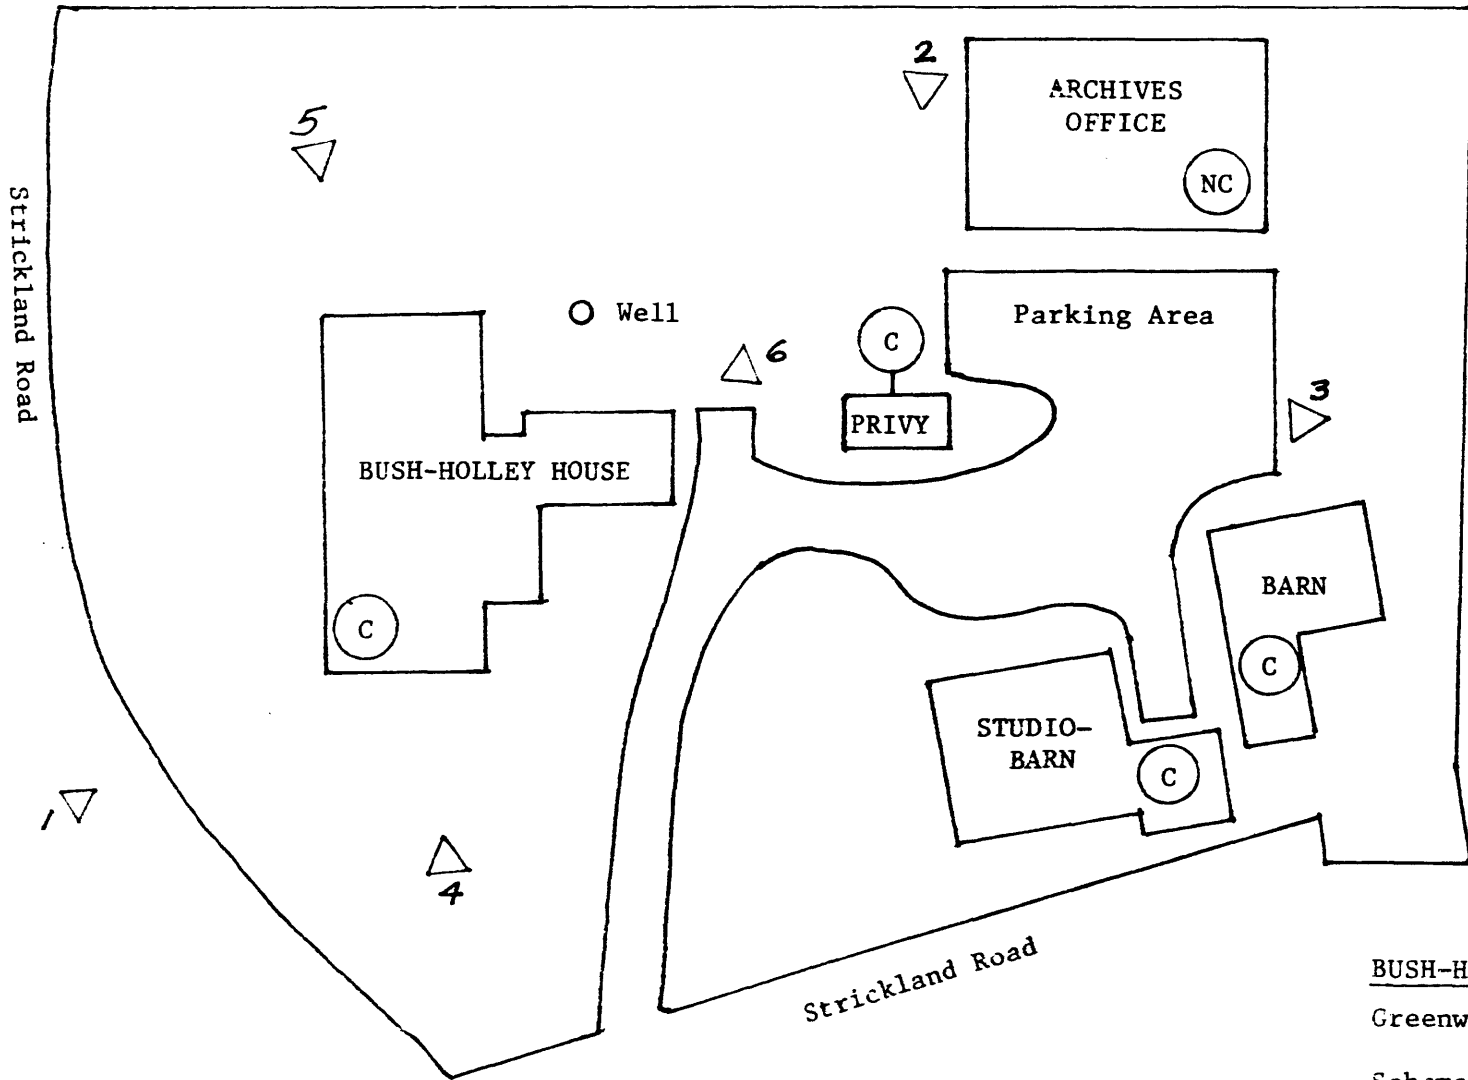 2
ARCHIVES
OFFICE
NC
5
Strickland Road
Well
C
Parking Area
6
3
PRIVY
BUSH-HOLLEY HOUSE
BARN
C
C
STUDIO-
BARN
C
1
4
Strickland Road
BUSH-H
Greenw